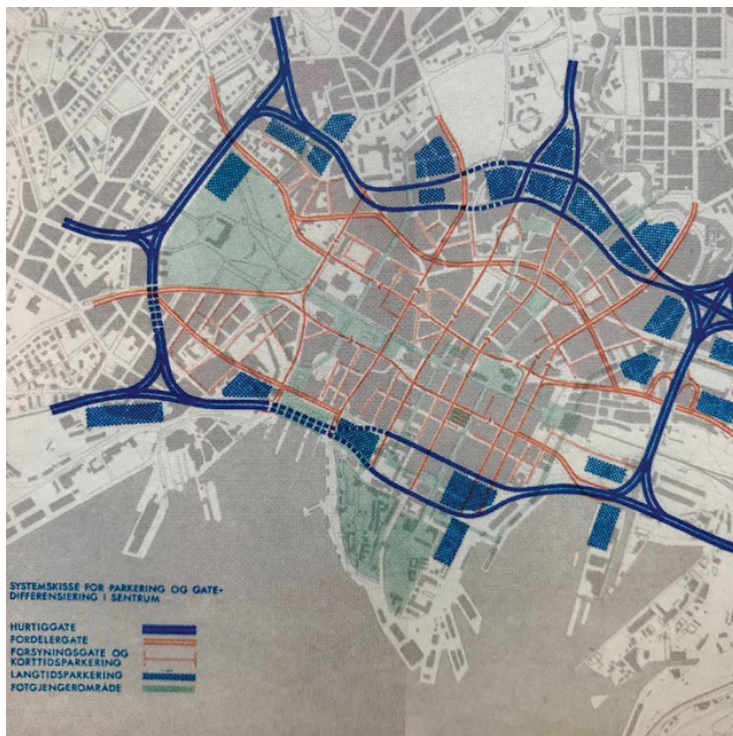 SYSTEMSKISSE FOR PARKERING OG GATE-
DIFFERENSIERING I SENTRUM
HURTIGGATE
FORDELERGATE
FORSYNINGSGATE OG
KORTTIDSPARKERING
LANGTIDSPARKERING
FOTGJENGEROMRÅDE